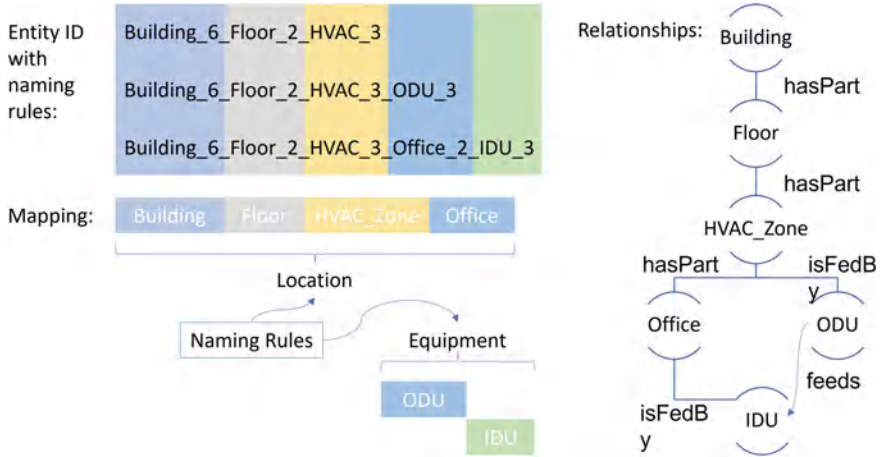 Entity ID
with
naming
rules:
Building_6_Floor_2_HVAC_3
Building_6_Floor_2_HVAC_3_ODU_3
Building_6_Floor_2_HVAC_3_Office_2_IDU_3
Mapping:
Building
Floor
HVAC_Zone
Office
Location
Naming Rules
Equipment
ODU
IDU
Relationships:
Building
hasPart
Floor
hasPart
HVAC_Zone
hasPart
isFedB
y
Office
ODU
feeds
isFedB
y
IDU